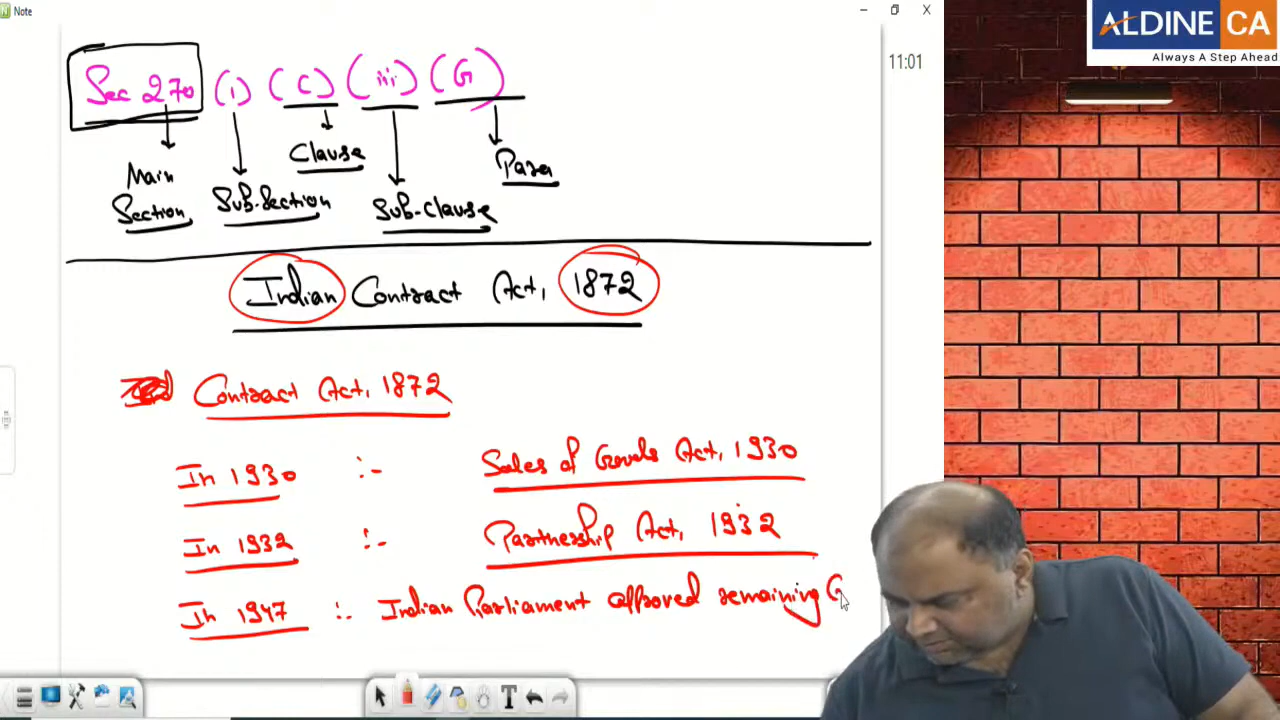 Note
ALDINE CA
Always A Step Ahead
11:01
Sec 270 (1) (C) (iii) (G)
Main Section
Sub-Section
Clause
Sub-Clause
Para
Indian Contract Act, 1872
Contract Act, 1872
In 1930 :- Sales of Goods Act, 1930
In 1932 :- Partnership Act, 1932
In 1947 :- Indian Parliament approved remaining
T